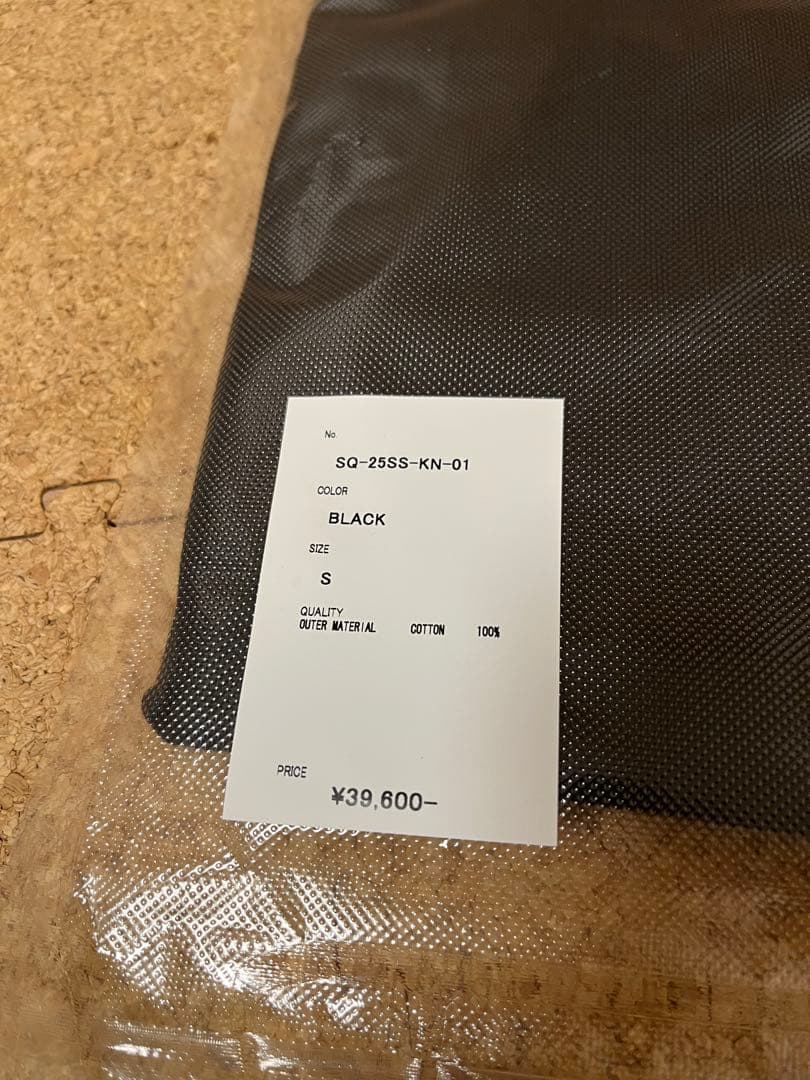 No.
SQ-25SS-KN-01
COLOR
BLACK
SIZE
S
QUALITY
OUTER MATERIAL COTTON 100%
PRICE
¥39,600-